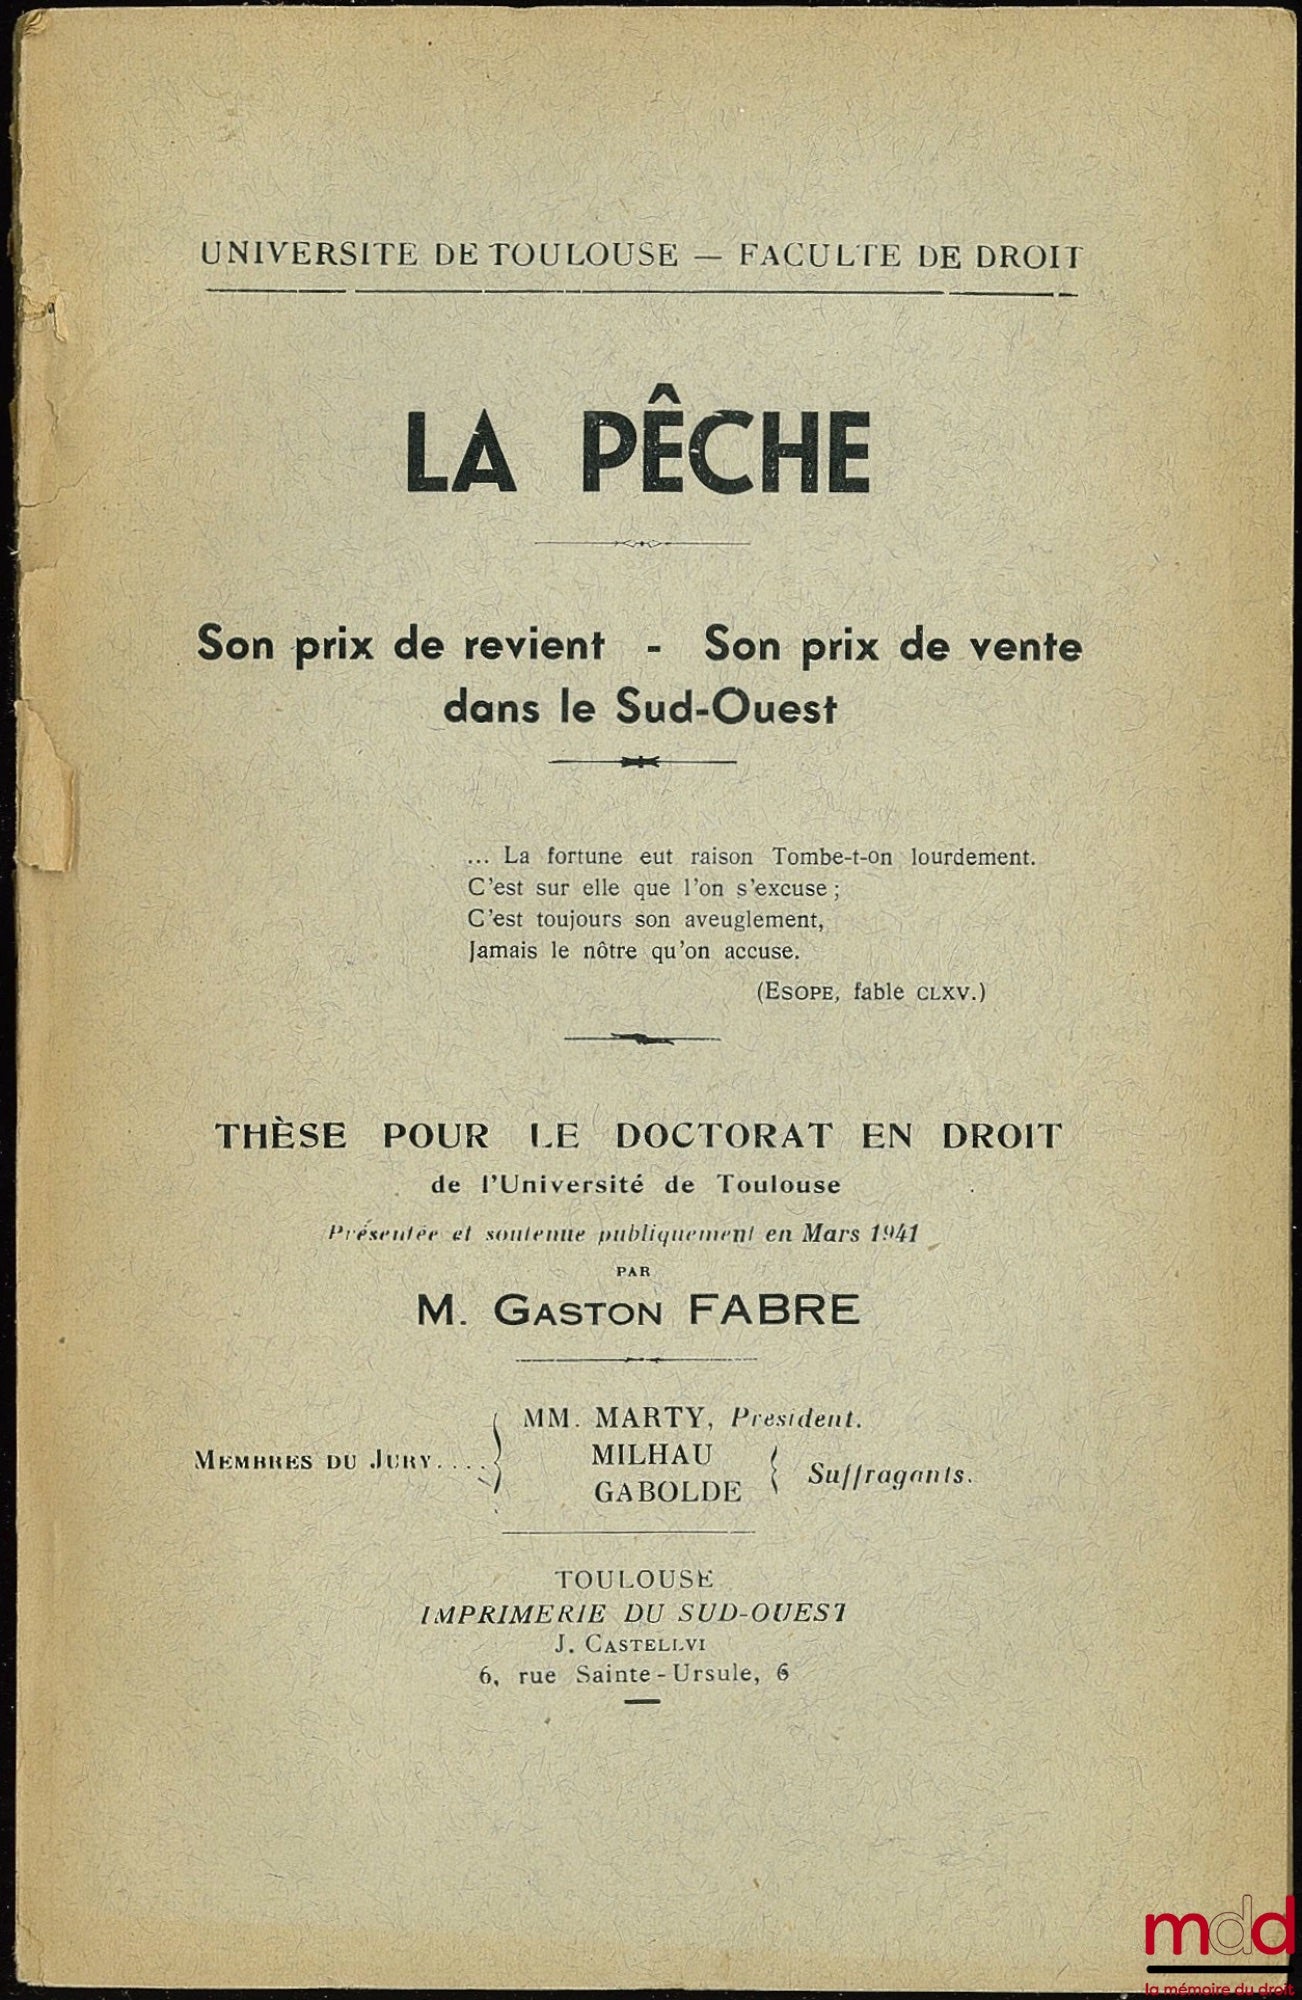 UNIVERSITE DE TOULOUSE — FACULTE DE DROIT
LA PÊCHE
Son prix de revient - Son prix de vente
dans le Sud-Ouest
... La fortune eut raison Tombe-t-on lourdement.
C'est sur elle que l'on s'excuse ;
C'est toujours son aveuglement,
Jamais le nôtre qu'on accuse.
(ESOPE, fable CLXV.)
THÈSE POUR LE DOCTORAT EN DROIT
de l'Université de Toulouse
Présentée et soutenue publiquement en Mars 1941
PAR
M. GASTON FABRE
MM. MARTY, President.
MEMBRES DU JURY.... MILHAU
GABOLDE Suffragants.
TOULOUSE
IMPRIMERIE DU SUD-OUEST
J. CASTELLVI
6, rue Sainte-Ursule, 6
mdd
la mémoire du droit